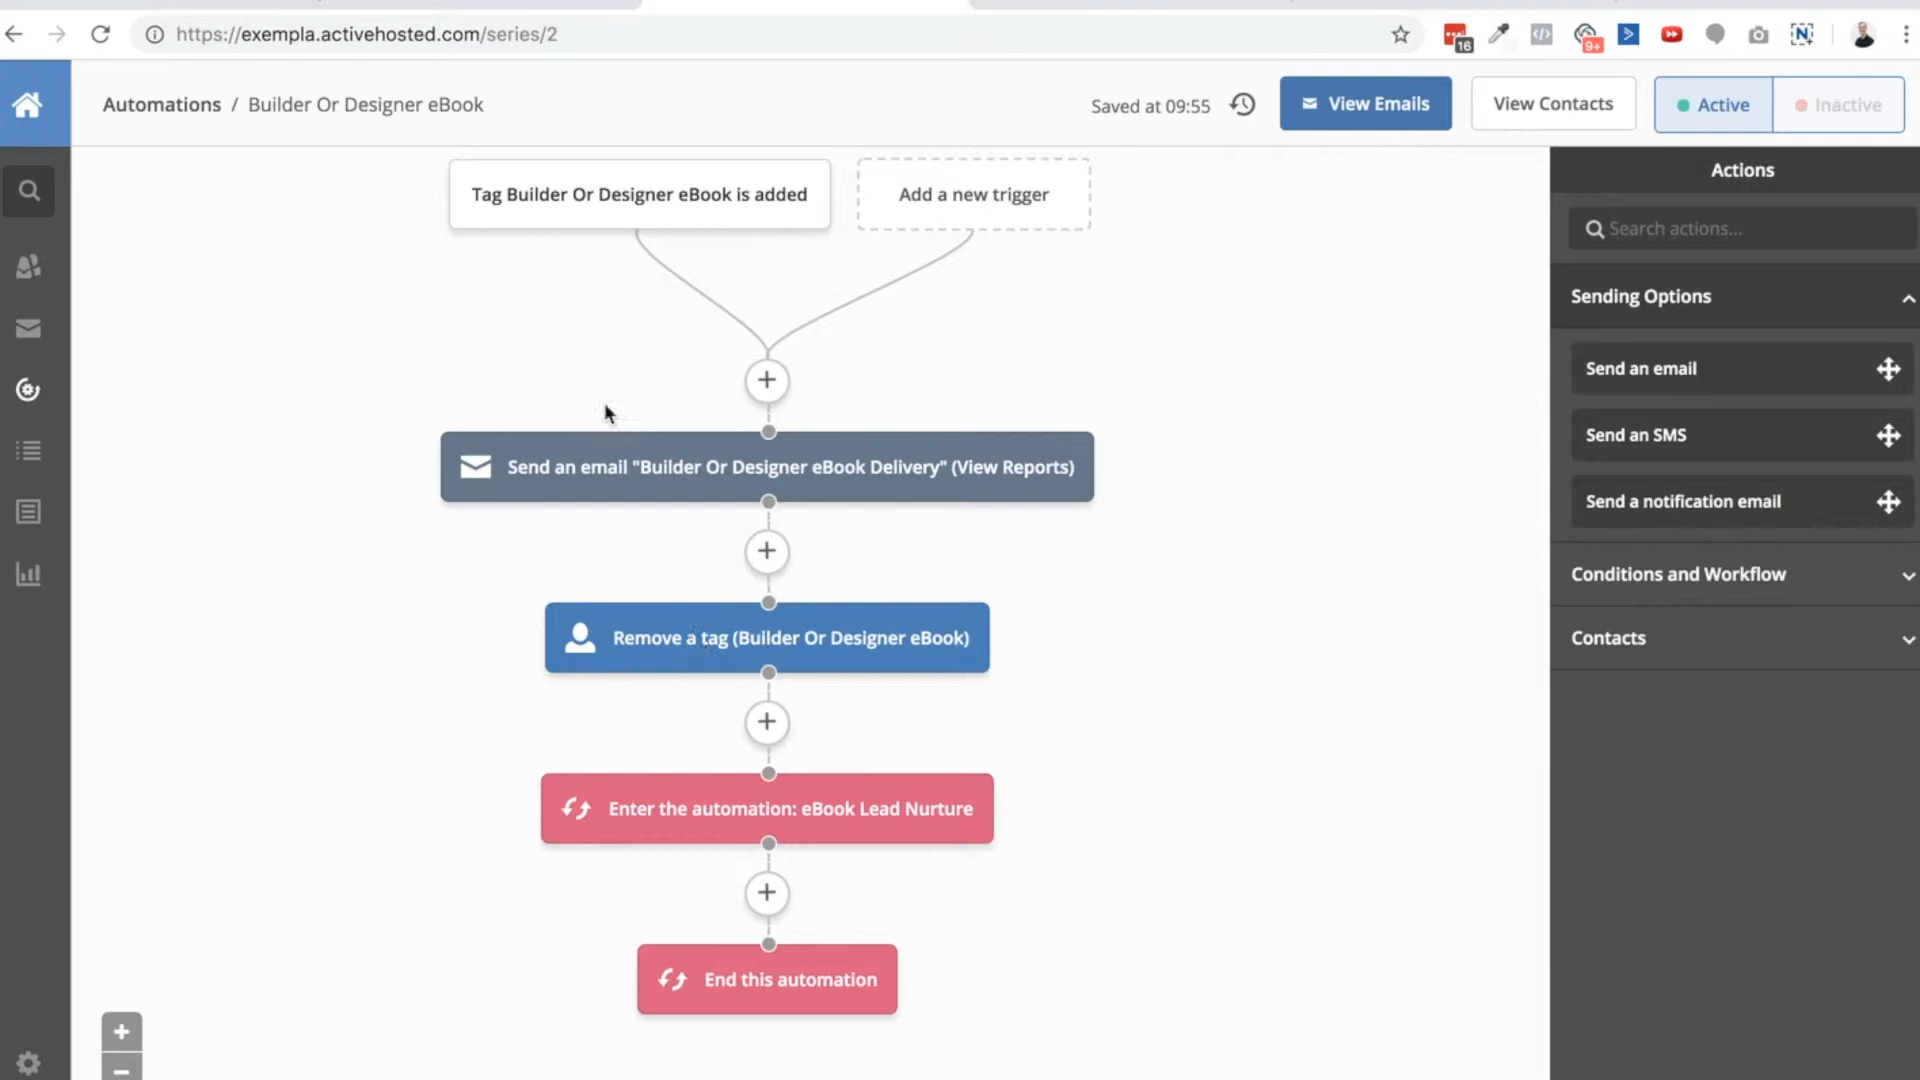 https://exempla.activehosted.com/series/2
16
9+
Automations / Builder Or Designer eBook
Saved at 09:55
View Emails
View Contacts
Active
Inactive
Tag Builder Or Designer eBook is added
Add a new trigger
Send an email "Builder Or Designer eBook Delivery" (View Reports)
Remove a tag (Builder Or Designer eBook)
Enter the automation: eBook Lead Nurture
End this automation
Actions
Search actions...
Sending Options
Send an email
Send an SMS
Send a notification email
Conditions and Workflow
Contacts